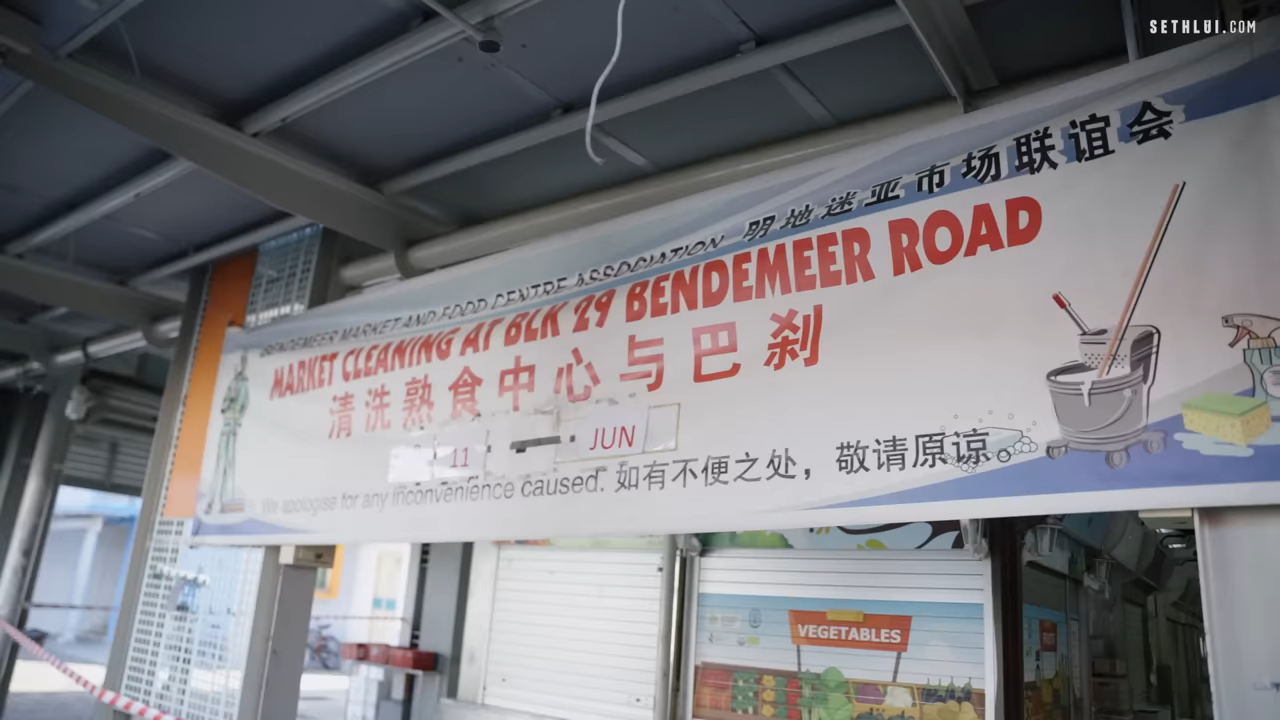 SETHLUI.COM
BENDEMEER MARKET AND FOOD CENTRE ASSOCIATION 明地迷亚市场联谊会
MARKET CLEANING AT BLK 29 BENDEMEER ROAD
清洗熟食中心与巴刹
11 - JUN
We apologise for any inconvenience caused. 如有不便之处，敬请原谅
VEGETABLES